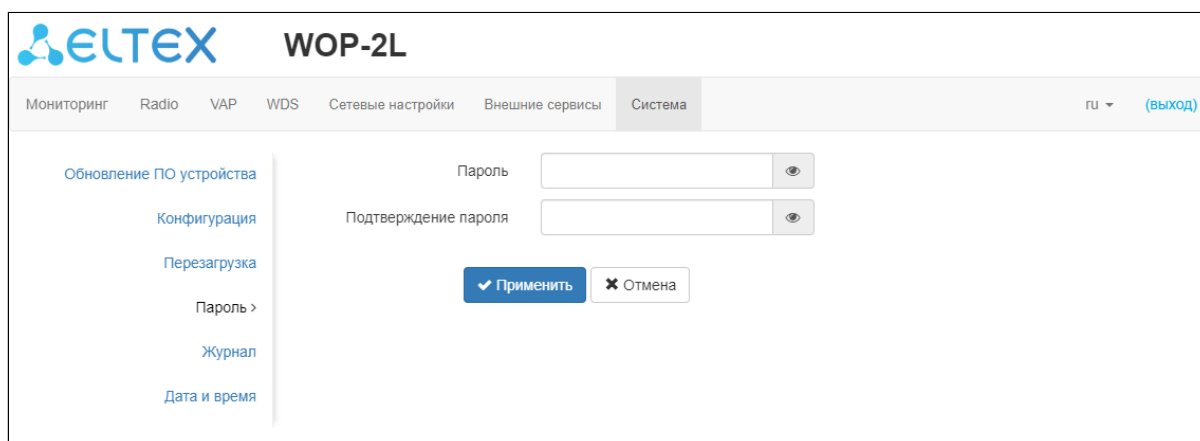 ELTEX WOP-2L
Мониторинг Radio VAP WDS Сетевые настройки Внешние сервисы Система ru (выход)
Обновление ПО устройства
Конфигурация
Перезагрузка
Пароль >
Журнал
Дата и время
Пароль
Подтверждение пароля
Применить Отмена